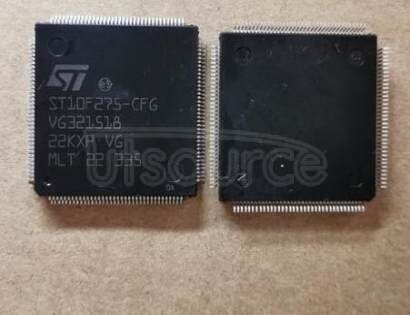 ST
ST10F275-CFG
VG321518
22KXP VG
MLT 22 335
Utsource